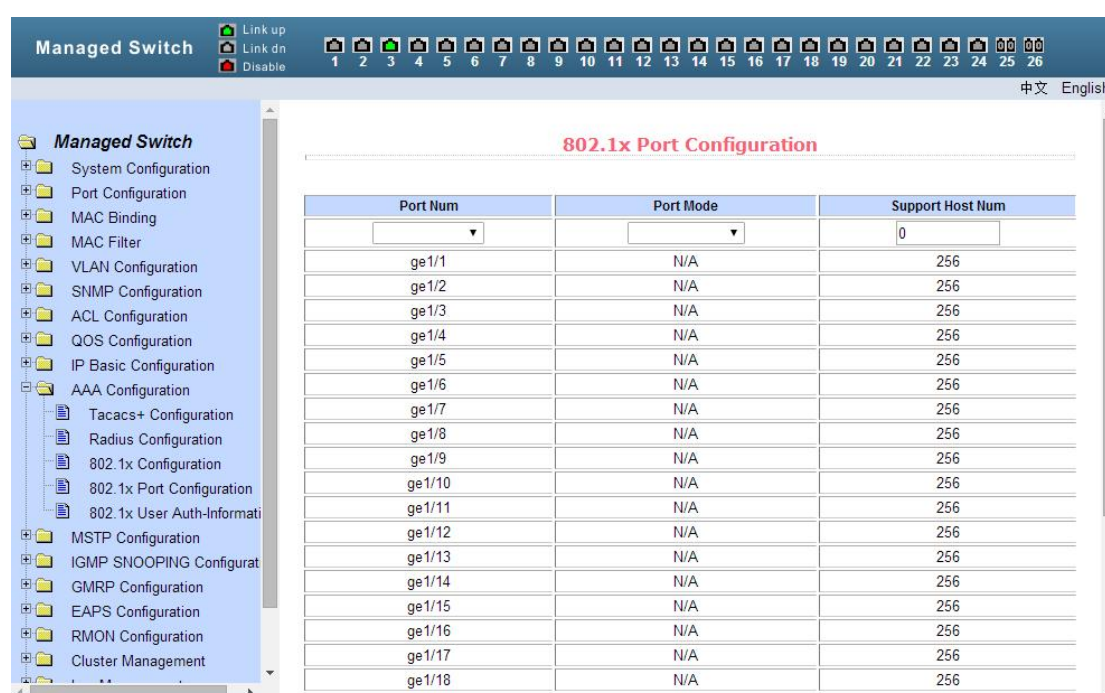 Managed Switch
Link up
Link dn
Disable
1 2 3 4 5 6 7 8 9 10 11 12 13 14 15 16 17 18 19 20 21 22 23 24 25 26
中文 English
Managed Switch
System Configuration
Port Configuration
MAC Binding
MAC Filter
VLAN Configuration
SNMP Configuration
ACL Configuration
QOS Configuration
IP Basic Configuration
AAA Configuration
Tacacs+ Configuration
Radius Configuration
802.1x Configuration
802.1x Port Configuration
802.1x User Auth-Informati
MSTP Configuration
IGMP SNOOPING Configurat
GMRP Configuration
EAPS Configuration
RMON Configuration
Cluster Management
802.1x Port Configuration
Port Num Port Mode Support Host Num
0
ge1/1 N/A 256
ge1/2 N/A 256
ge1/3 N/A 256
ge1/4 N/A 256
ge1/5 N/A 256
ge1/6 N/A 256
ge1/7 N/A 256
ge1/8 N/A 256
ge1/9 N/A 256
ge1/10 N/A 256
ge1/11 N/A 256
ge1/12 N/A 256
ge1/13 N/A 256
ge1/14 N/A 256
ge1/15 N/A 256
ge1/16 N/A 256
ge1/17 N/A 256
ge1/18 N/A 256